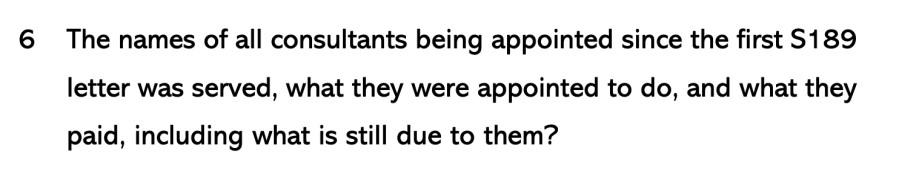 6 The names of all consultants being appointed since the first S189
letter was served, what they were appointed to do, and what they
paid, including what is still due to them?